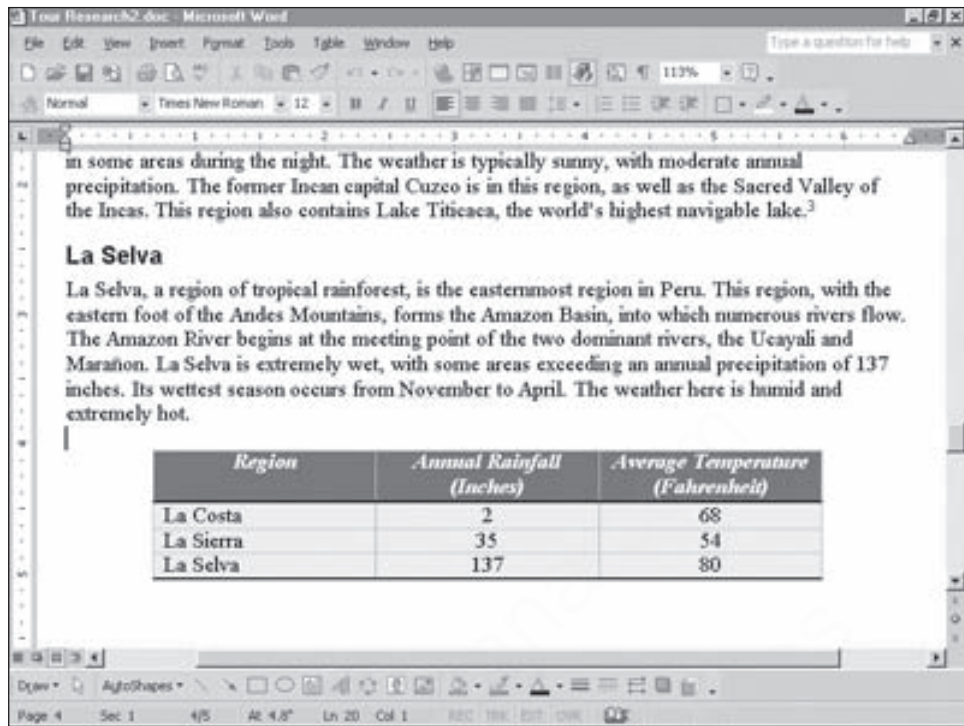 Tour Research2.doc - Microsoft Word
File Edit View Insert Format Tools Table Window Help Type a question for help
113%
Normal Times New Roman 12 B I U
1 2 3 4 5 6
in some areas during the night. The weather is typically sunny, with moderate annual
precipitation. The former Incan capital Cuzco is in this region, as well as the Sacred Valley of
the Incas. This region also contains Lake Titicaca, the world's highest navigable lake.3
La Selva
La Selva, a region of tropical rainforest, is the easternmost region in Peru. This region, with the
eastern foot of the Andes Mountains, forms the Amazon Basin, into which numerous rivers flow.
The Amazon River begins at the meeting point of the two dominant rivers, the Ucayali and
Marañon. La Selva is extremely wet, with some areas exceeding an annual precipitation of 137
inches. Its wettest season occurs from November to April. The weather here is humid and
extremely hot.
Region Annual Rainfall Average Temperature
(Inches) (Fahrenheit)
La Costa 2 68
La Sierra 35 54
La Selva 137 80
Draw AutoShapes
Page 4 Sec 1 4/5 At 4.8" Ln 20 Col 1 REC TRK EXT OVR